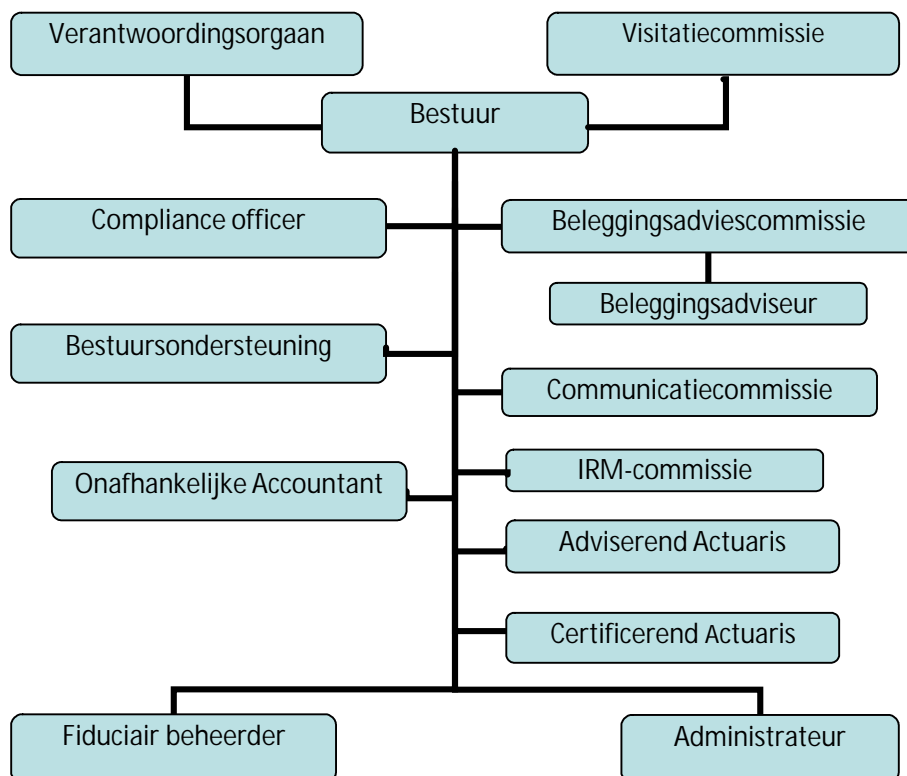 Verantwoordingsorgaan
Visitatiecommissie
Bestuur
Compliance officer
Beleggingsadviescommissie
Beleggingsadviseur
Bestuursondersteuning
Communicatiecommissie
IRM-commissie
Onafhankelijke Accountant
Adviserend Actuaris
Certificerend Actuaris
Fiduciair beheerder
Administrateur